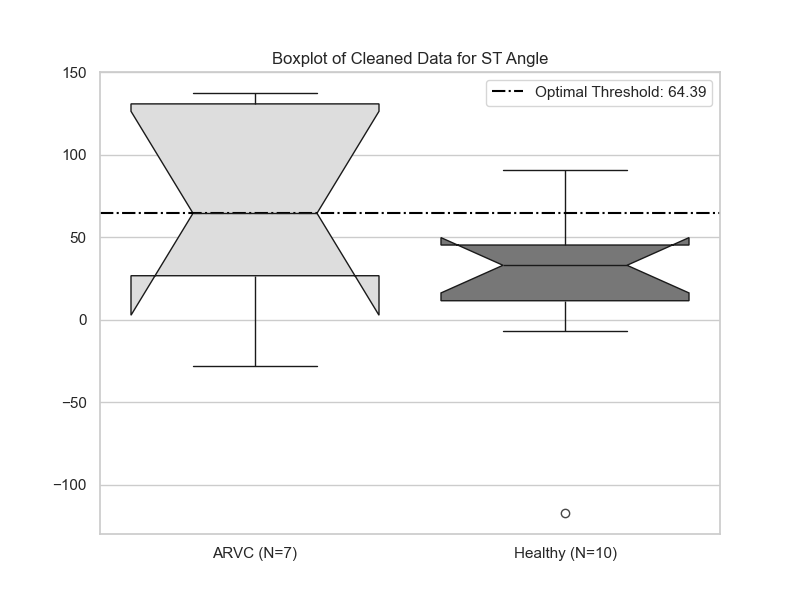 Boxplot of Cleaned Data for ST Angle
Optimal Threshold: 64.39
150
100
50
0
−50
−100
ARVC (N=7)
Healthy (N=10)